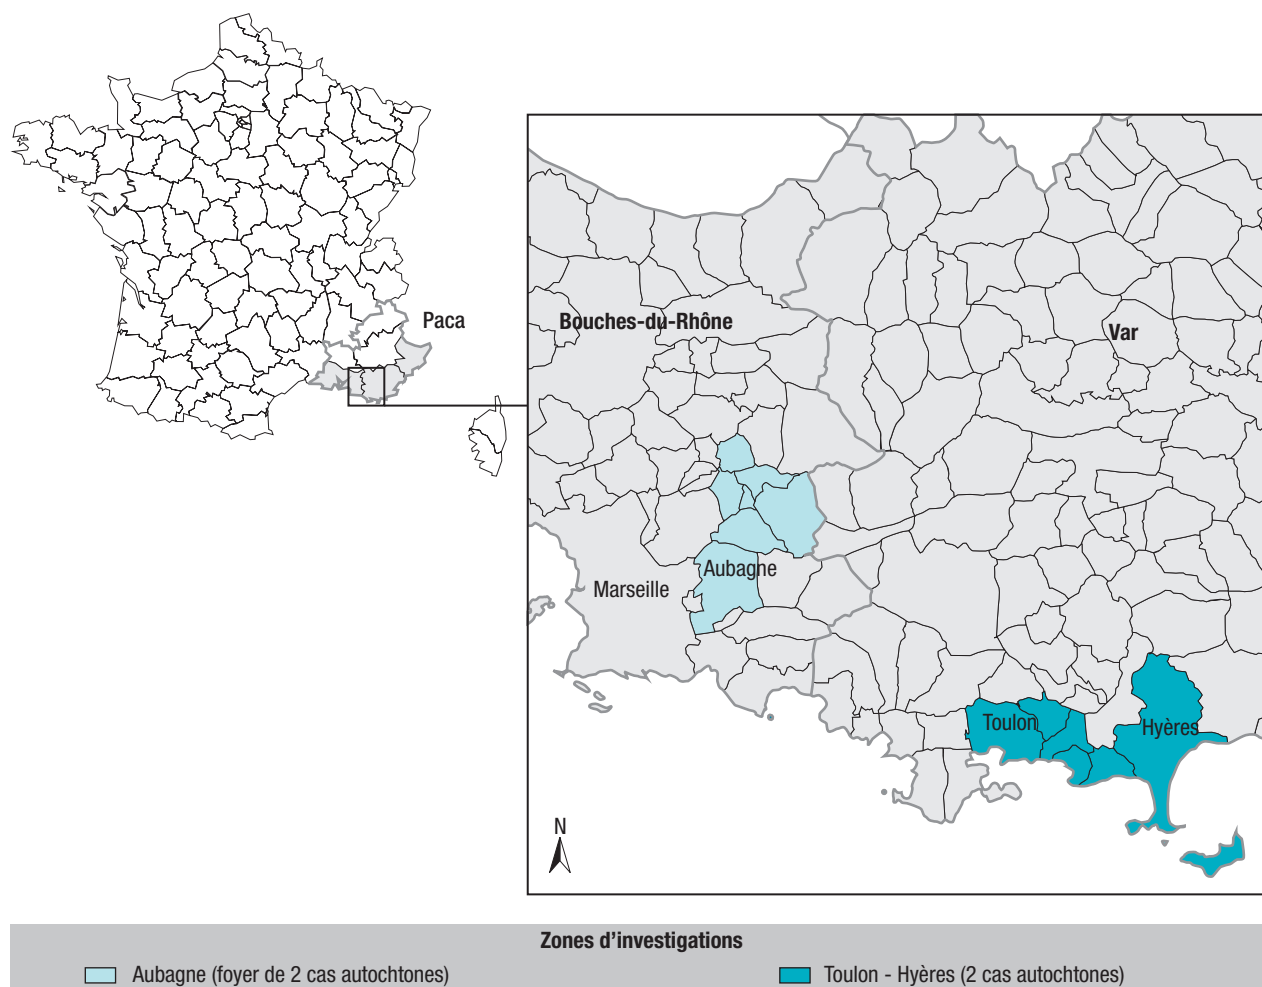 Paca
Bouches-du-Rhône
Var
Aubagne
Marseille
Toulon
Hyères
N
Zones d’investigations
Aubagne (foyer de 2 cas autochtones)
Toulon - Hyères (2 cas autochtones)